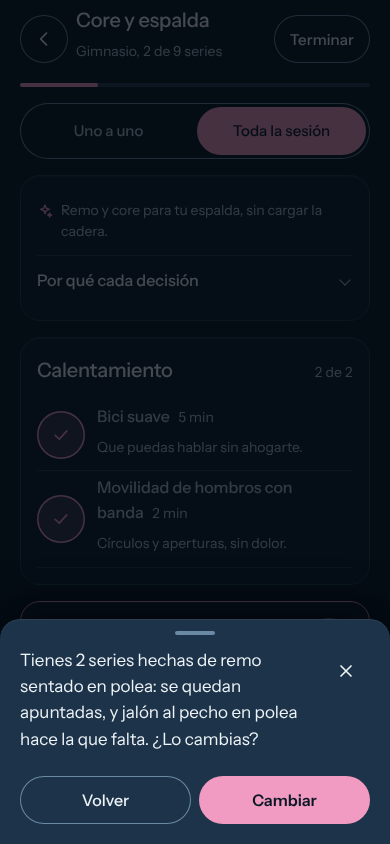 Core y espalda
Gimnasio, 2 de 9 series
Terminar
Uno a uno
Toda la sesión
Remo y core para tu espalda, sin cargar la
cadera.
Por qué cada decisión
Calentamiento
2 de 2
Bici suave 5 min
Que puedas hablar sin ahogarte.
Movilidad de hombros con
banda 2 min
Círculos y aperturas, sin dolor.
Tienes 2 series hechas de remo
sentado en polea: se quedan
apuntadas, y jalón al pecho en polea
hace la que falta. ¿Lo cambias?
Volver
Cambiar